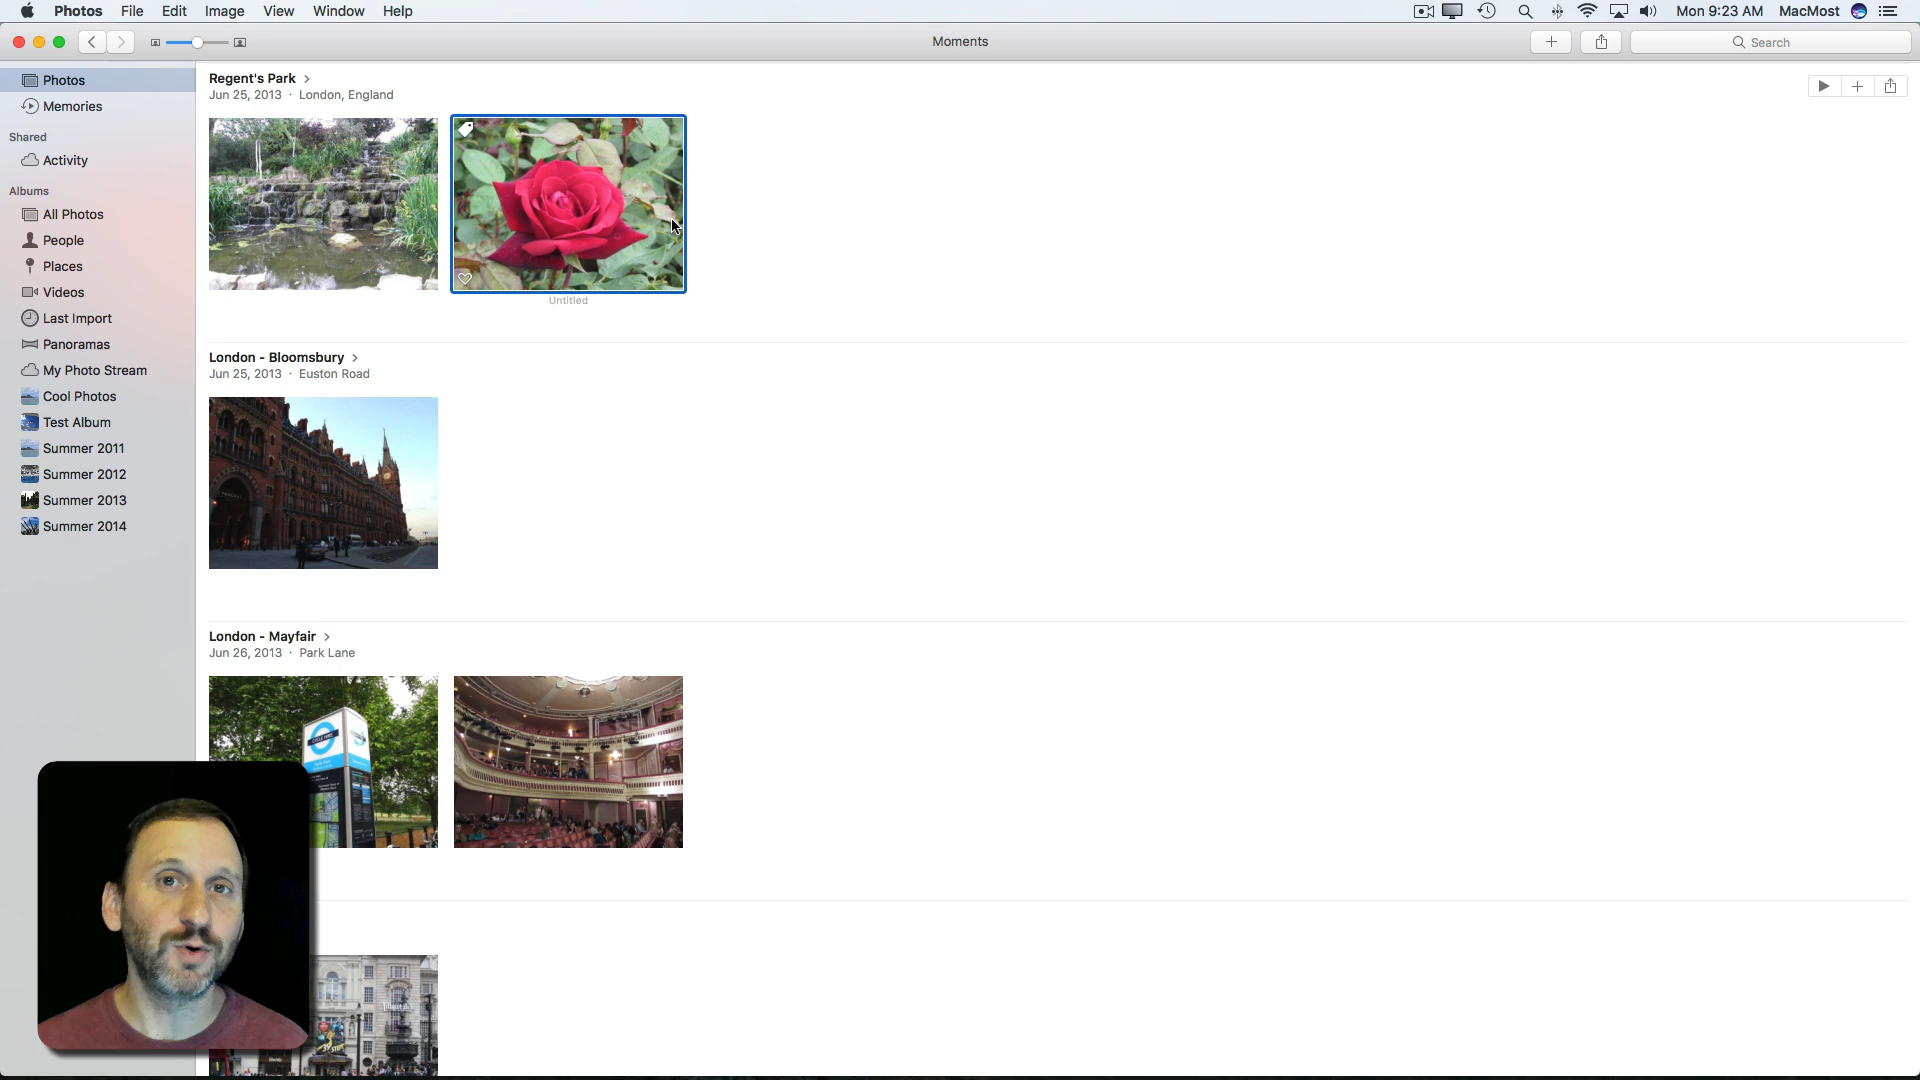 Photos File Edit Image View Window Help
Mon 9:23 AM MacMost
Moments
Search
Photos
Memories
Shared
Activity
Albums
All Photos
People
Places
Videos
Last Import
Panoramas
My Photo Stream
Cool Photos
Test Album
Summer 2011
Summer 2012
Summer 2013
Summer 2014
Regent's Park >
Jun 25, 2013 · London, England
Untitled
London - Bloomsbury >
Jun 25, 2013 · Euston Road
London - Mayfair >
Jun 26, 2013 · Park Lane